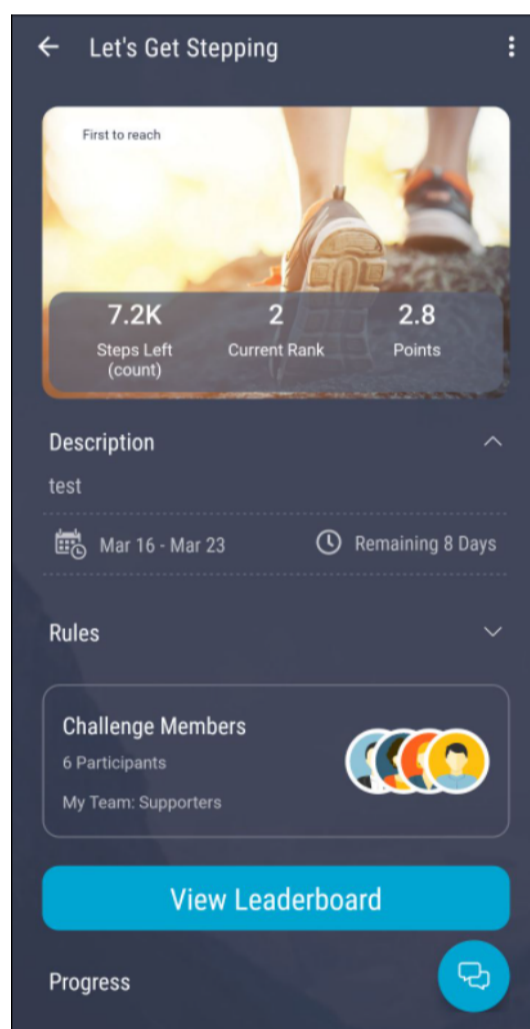 Let's Get Stepping
First to reach
7.2K
Steps Left
(count)
2
Current Rank
2.8
Points
Description
test
Mar 16 - Mar 23
Remaining 8 Days
Rules
Challenge Members
6 Participants
My Team: Supporters
View Leaderboard
Progress